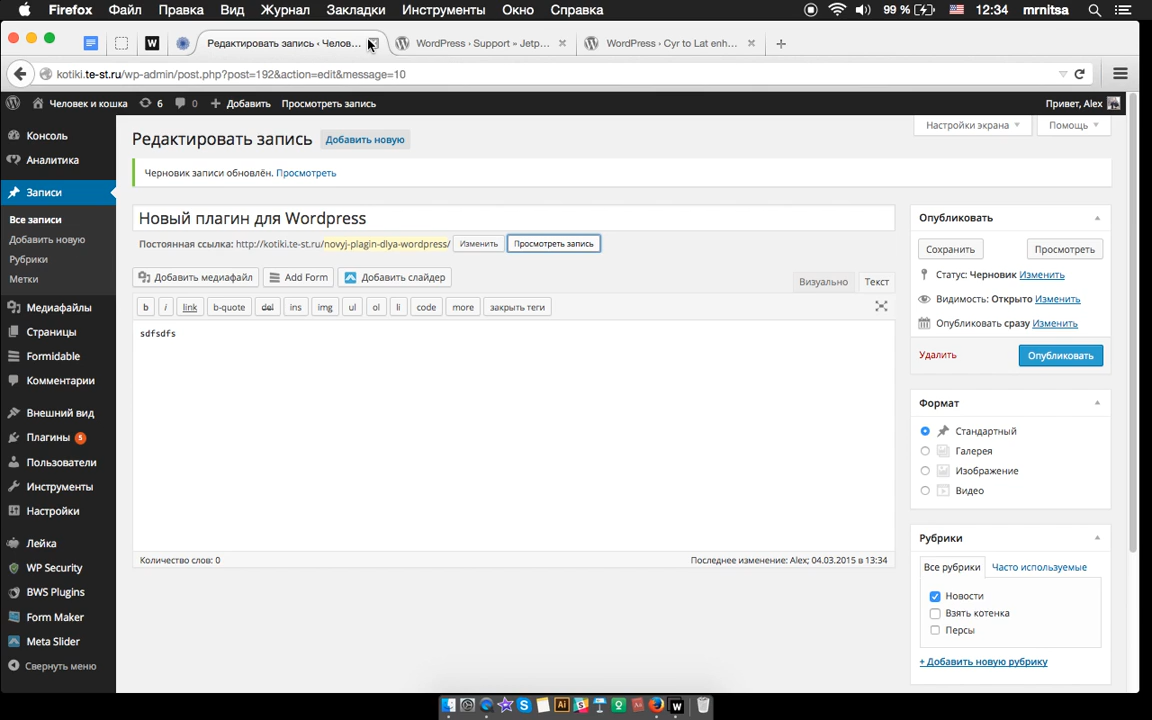 Firefox Файл Правка Вид Журнал Закладки Инструменты Окно Справка 99 % 12:34 mrnitsa
W Редактировать запись ‹ Челов... WordPress › Support » Jetp... WordPress › Cyr to Lat enh...
kotiki.te-st.ru/wp-admin/post.php?post=192&action=edit&message=10
Человек и кошка 6 0 + Добавить Просмотреть запись Привет, Alex
Настройки экрана Помощь
Редактировать запись Добавить новую
Черновик записи обновлён. Просмотреть
Новый плагин для Wordpress
Постоянная ссылка: http://kotiki.te-st.ru/novyj-plagin-dlya-wordpress/ Изменить Просмотреть запись
Добавить медиафайл Add Form Добавить слайдер
Визуально Текст
b i link b-quote del ins img ul ol li code more закрыть теги
sdfsdfs
Количество слов: 0 Последнее изменение: Alex; 04.03.2015 в 13:34
Консоль
Аналитика
Записи
Все записи
Добавить новую
Рубрики
Метки
Медиафайлы
Страницы
Formidable
Комментарии
Внешний вид
Плагины 5
Пользователи
Инструменты
Настройки
Лейка
WP Security
BWS Plugins
Form Maker
Meta Slider
Свернуть меню
Опубликовать
Сохранить Просмотреть
Статус: Черновик Изменить
Видимость: Открыто Изменить
Опубликовать сразу Изменить
Удалить Опубликовать
Формат
Стандартный
Галерея
Изображение
Видео
Рубрики
Все рубрики Часто используемые
Новости
Взять котенка
Персы
+ Добавить новую рубрику
Ai W